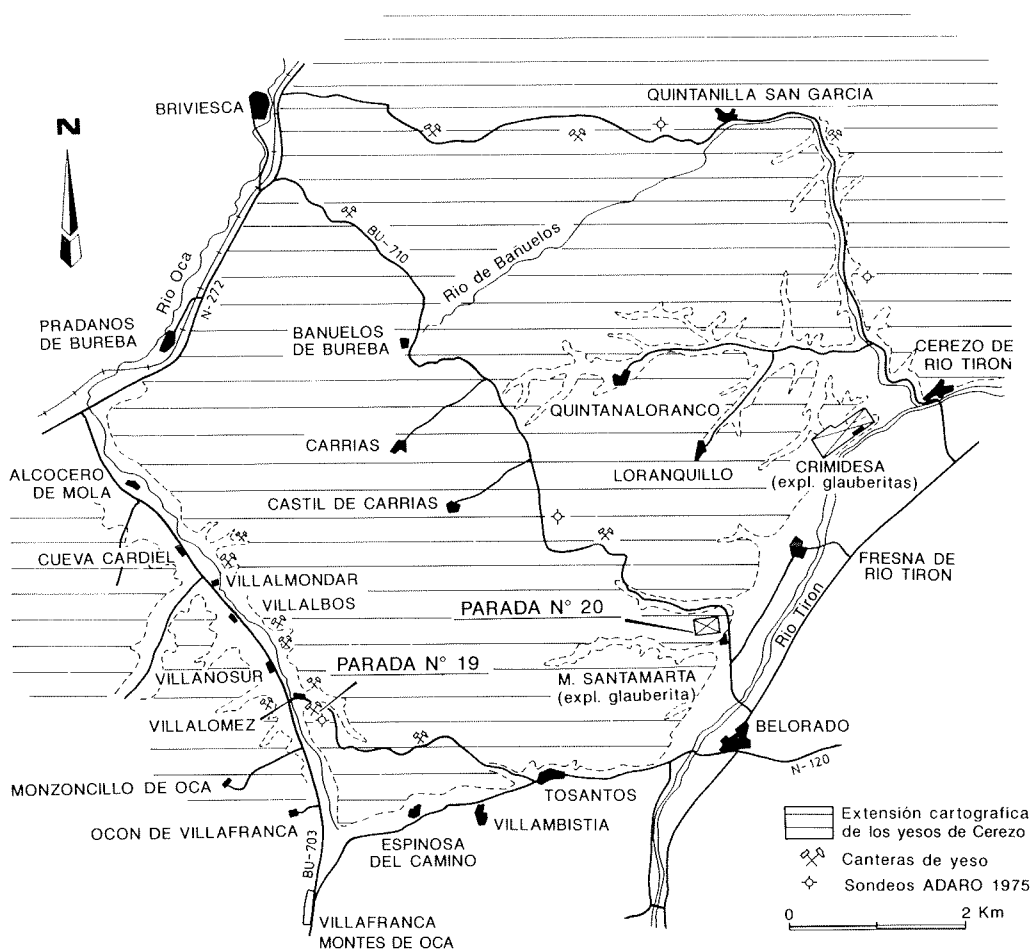 BRIVIESCA
QUINTANILLA SAN GARCIA
N
BU-710
Rio de Bañuelos
Rio Oca
N-272
PRADANOS
DE BUREBA
BAÑUELOS
DE BUREBA
CEREZO DE
RIO TIRON
QUINTANALORANCO
CARRIAS
LORANQUILLO
CRIMIDESA
(expl. glauberitas)
ALCOCERO
DE MOLA
CASTIL DE CARRIAS
CUEVA CARDIEL
FRESNA DE
RIO TIRON
VILLALMONDAR
VILLALBOS
PARADA N° 20
Rio Tiron
PARADA N° 19
VILLANOSUR
M. SANTAMARTA
(expl. glauberita)
VILLALOMEZ
BELORADO
N-120
MONZONCILLO DE OCA
TOSANTOS
OCON DE VILLAFRANCA
VILLAMBISTIA
ESPINOSA
DEL CAMINO
BU-703
VILLAFRANCA
MONTES DE OCA
Extensión cartografica
de los yesos de Cerezo
Canteras de yeso
Sondeos ADARO 1975
0 2 Km